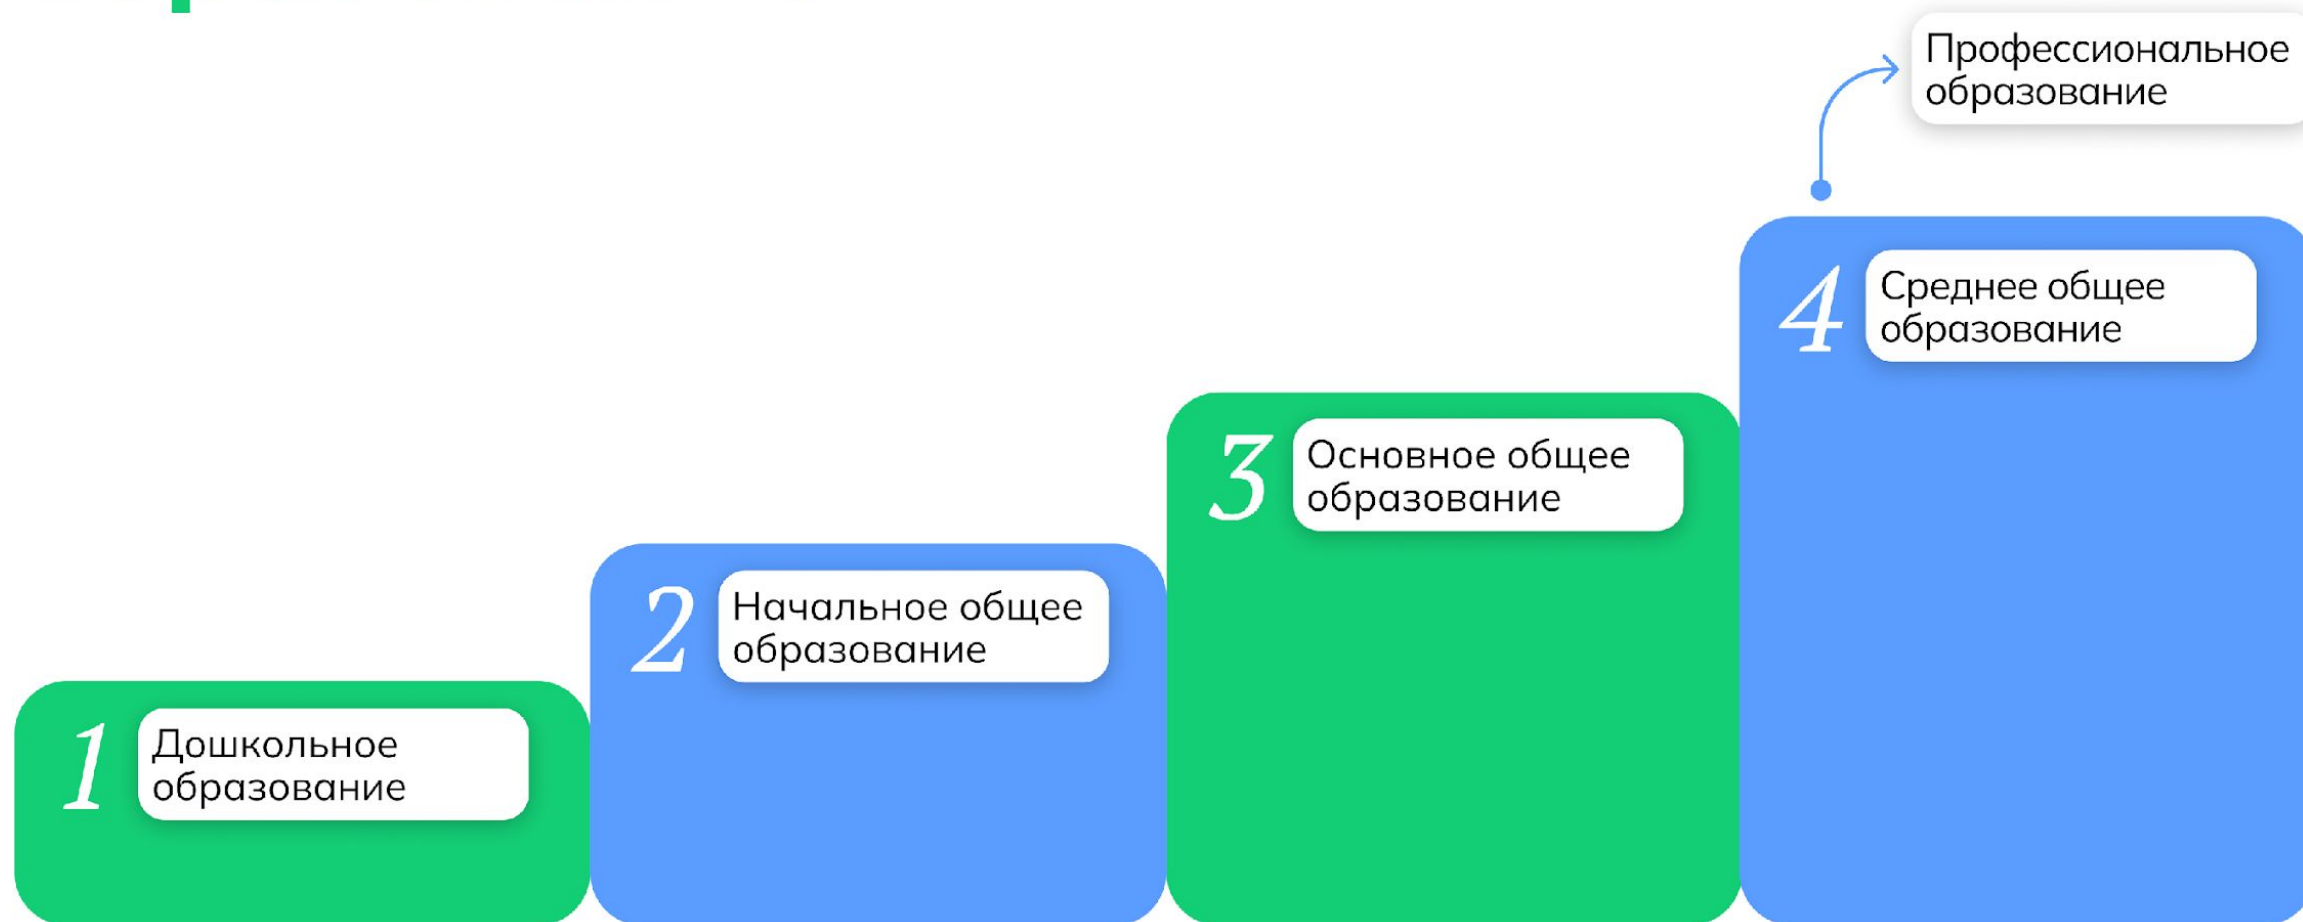 Профессиональное
образование
4
Среднее общее
образование
3
Основное общее
образование
2
Начальное общее
образование
1
Дошкольное
образование